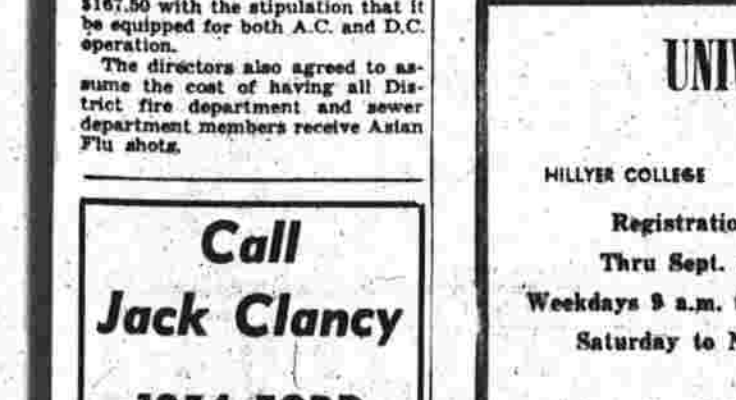 $167.50 with the stipulation that it
be equipped for both A.C. and D.C.
operation.
The directors also agreed to as-
sume the cost of having all Dis-
trict fire department and sewer
department members receive Asian
Flu shots.
Call
Jack Clancy
UNI
HILLYER COLLEGE
Registratio
Thru Sept.
Weekdays 9 a.m.
Saturday to